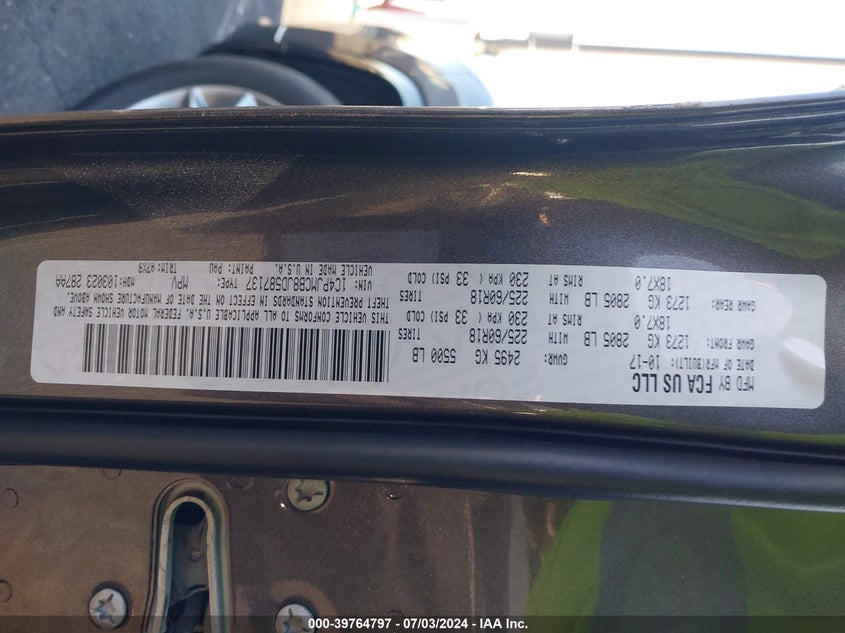 MFD BY FCA US LLC
DATE OF MFR(BUILT): 10-17
GVWR: 2495 KG 5500 LB
GAWR FRONT: 1273 KG 2805 LB WITH 225/60R18 TIRES
18X7.0 RIMS AT 230 KPA ( 33 PSI) COLD
GAWR REAR: 1273 KG 2805 LB WITH 225/60R18 TIRES
18X7.0 RIMS AT 230 KPA ( 33 PSI) COLD
THIS VEHICLE CONFORMS TO ALL APPLICABLE U.S.A. FEDERAL MOTOR VEHICLE SAFETY AND
THEFT PREVENTION STANDARDS IN EFFECT ON THE DATE OF MANUFACTURE SHOWN ABOVE.
VIN: 1C4PJMCB8JD587137 TYPE: MPV MDH:103023 287AA
VEHICLE MADE IN U.S.A. PAINT: PAU TRIM: A7X9
000-39764797 - 07/03/2024 - IAA Inc.